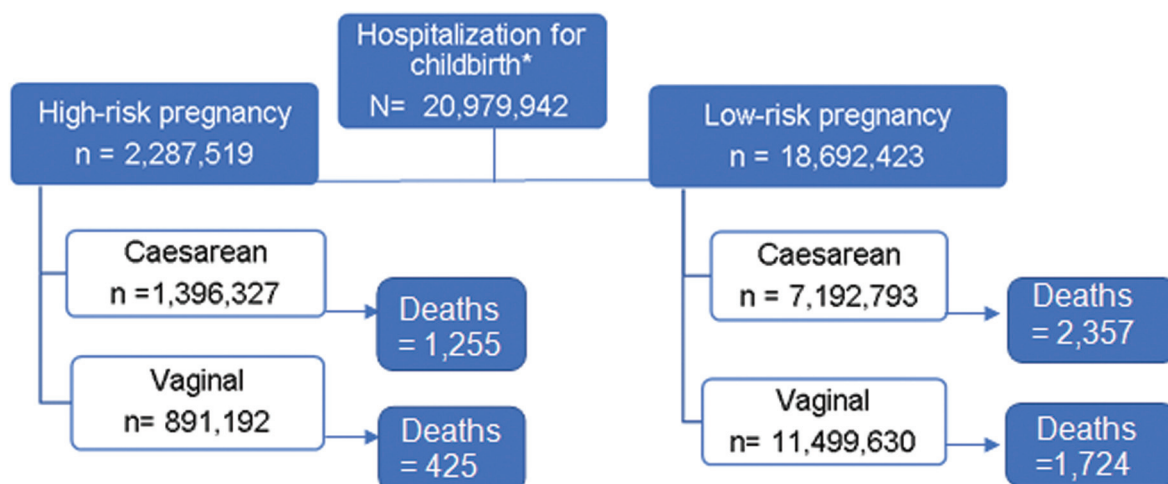 Hospitalization for
childbirth*
N= 20,979,942
High-risk pregnancy
n = 2,287,519
Caesarean
n =1,396,327
Deaths
= 1,255
Vaginal
n= 891,192
Deaths
= 425
Low-risk pregnancy
n = 18,692,423
Caesarean
n = 7,192,793
Deaths
= 2,357
Vaginal
n= 11,499,630
Deaths
=1,724